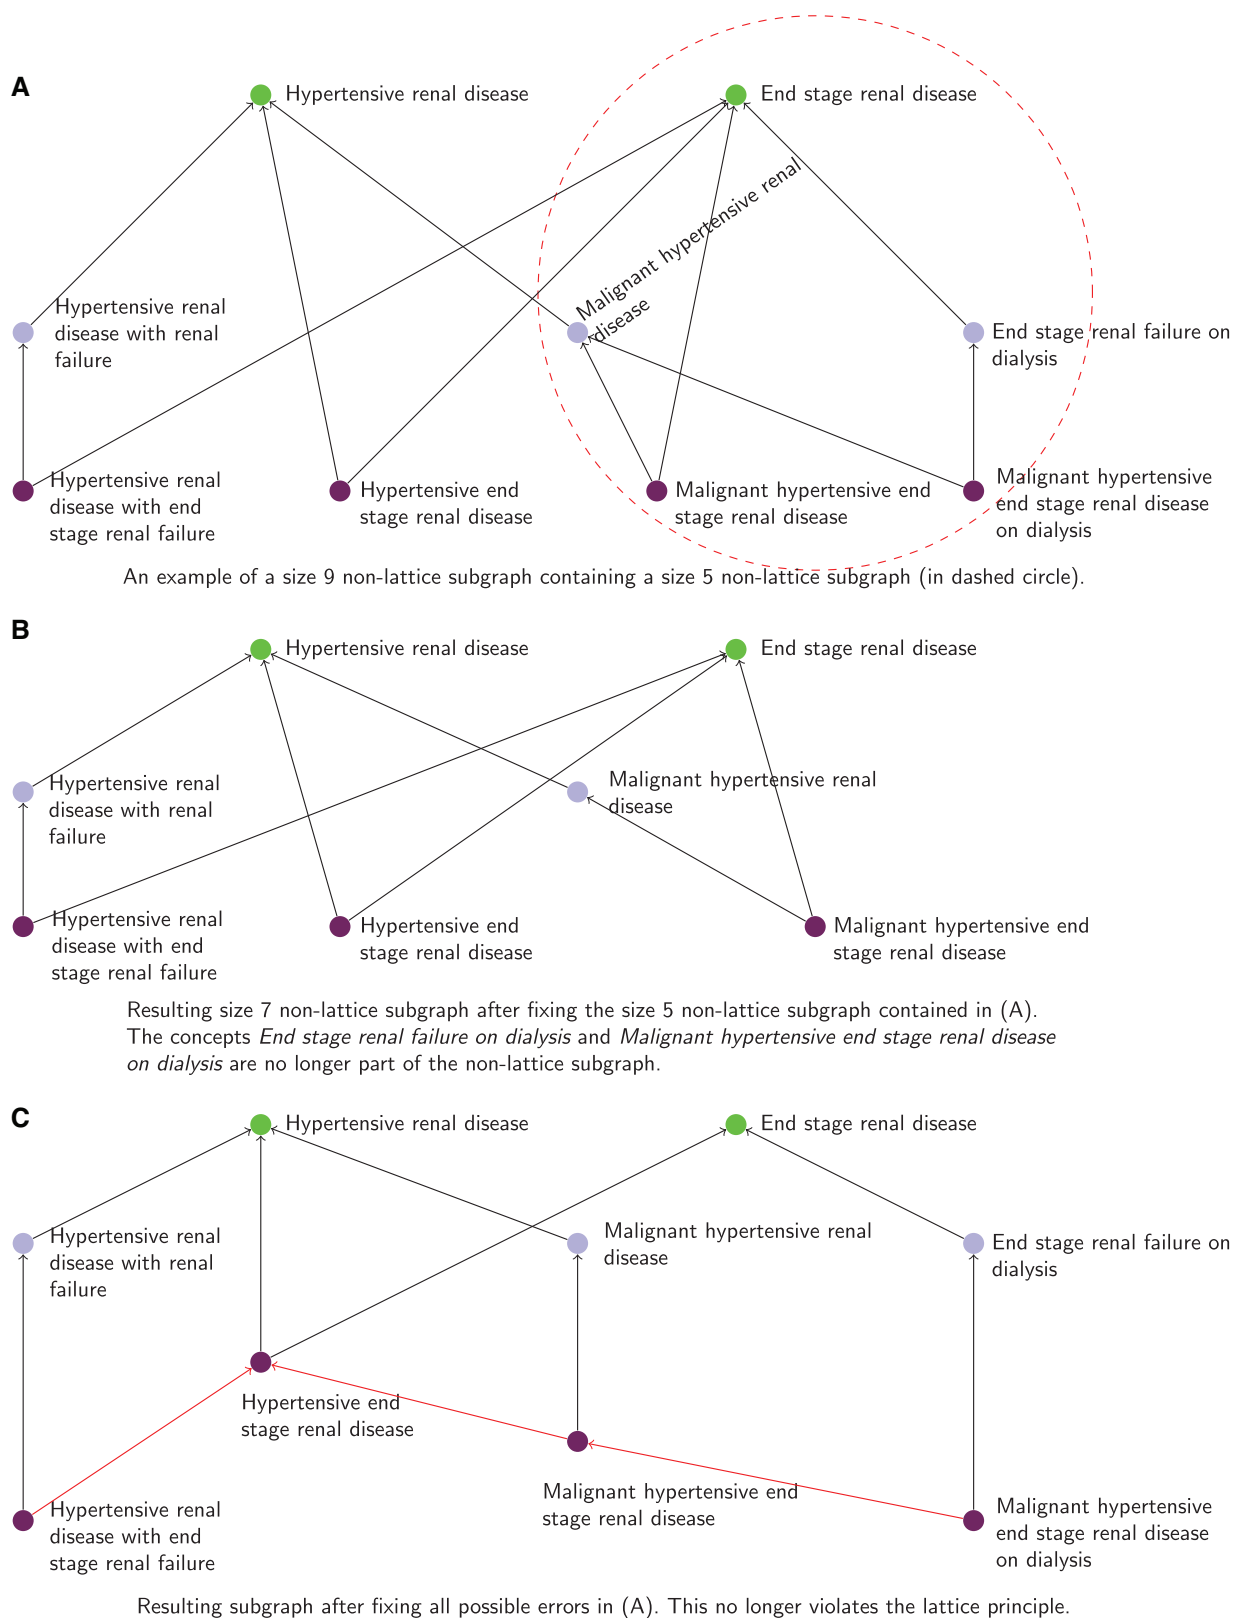 A
Hypertensive renal disease
End stage renal disease
Malignant hypertensive renal
disease
Hypertensive renal
disease with renal
failure
End stage renal failure on
dialysis
Hypertensive renal
disease with end
stage renal failure
Hypertensive end
stage renal disease
Malignant hypertensive end
stage renal disease
Malignant hypertensive
end stage renal disease
on dialysis
An example of a size 9 non-lattice subgraph containing a size 5 non-lattice subgraph (in dashed circle).
B
Hypertensive renal disease
End stage renal disease
Hypertensive renal
disease with renal
failure
Malignant hypertensive renal
disease
Hypertensive renal
disease with end
stage renal failure
Hypertensive end
stage renal disease
Malignant hypertensive end
stage renal disease
Resulting size 7 non-lattice subgraph after fixing the size 5 non-lattice subgraph contained in (A).
The concepts End stage renal failure on dialysis and Malignant hypertensive end stage renal disease
on dialysis are no longer part of the non-lattice subgraph.
C
Hypertensive renal disease
End stage renal disease
Hypertensive renal
disease with renal
failure
Malignant hypertensive renal
disease
End stage renal failure on
dialysis
Hypertensive end
stage renal disease
Malignant hypertensive end
stage renal disease
Hypertensive renal
disease with end
stage renal failure
Malignant hypertensive
end stage renal disease
on dialysis
Resulting subgraph after fixing all possible errors in (A). This no longer violates the lattice principle.